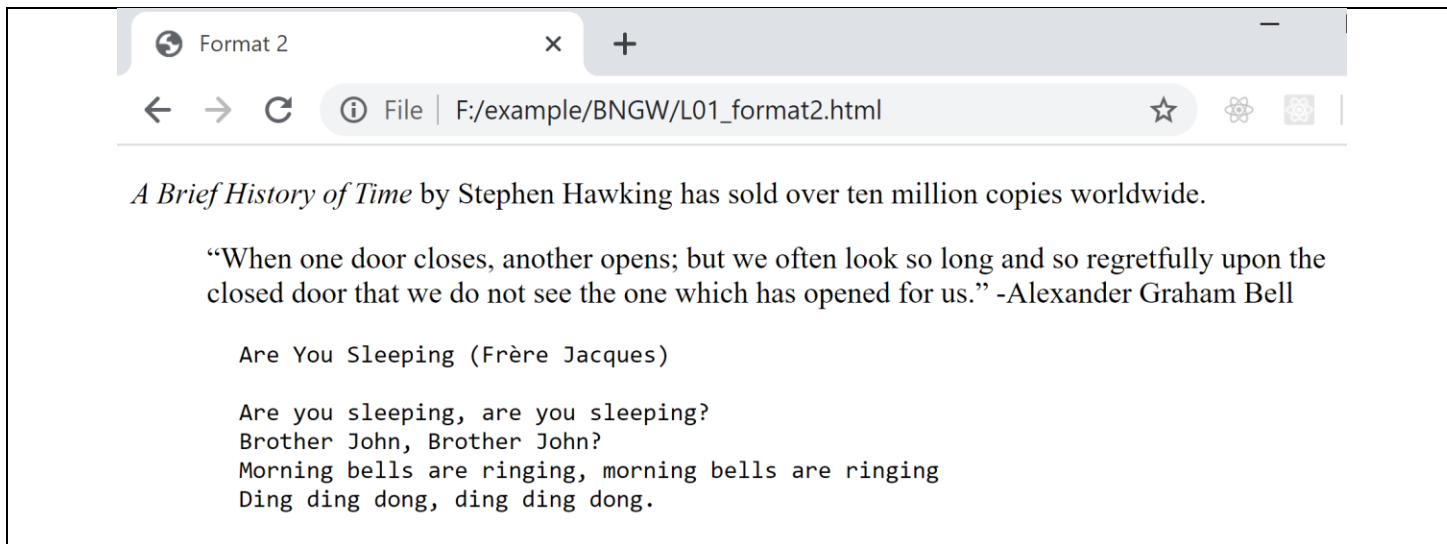 Format 2
File F:/example/BNGW/L01_format2.html
A Brief History of Time by Stephen Hawking has sold over ten million copies worldwide.
“When one door closes, another opens; but we often look so long and so regretfully upon the
closed door that we do not see the one which has opened for us.” -Alexander Graham Bell
Are You Sleeping (Frère Jacques)
Are you sleeping, are you sleeping?
Brother John, Brother John?
Morning bells are ringing, morning bells are ringing
Ding ding dong, ding ding dong.